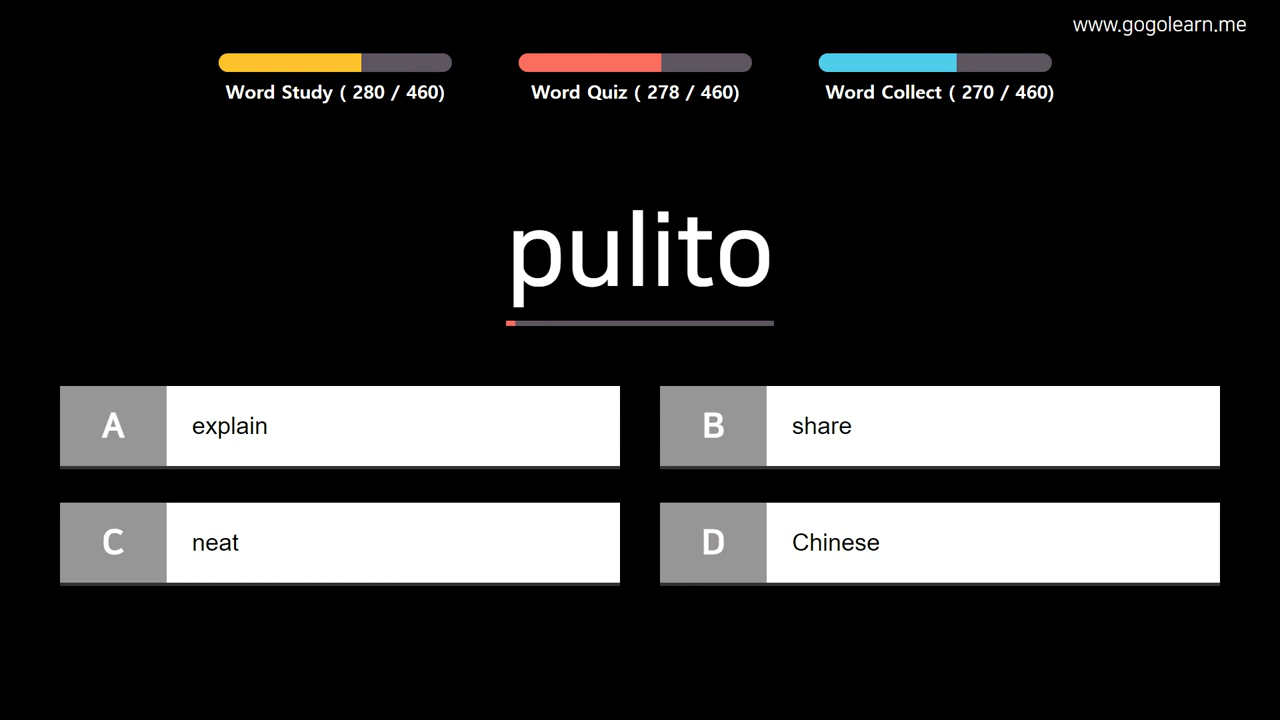 www.gogolearn.me
Word Study ( 280 / 460)
Word Quiz ( 278 / 460)
Word Collect ( 270 / 460)
pulito
A explain
B share
C neat
D Chinese